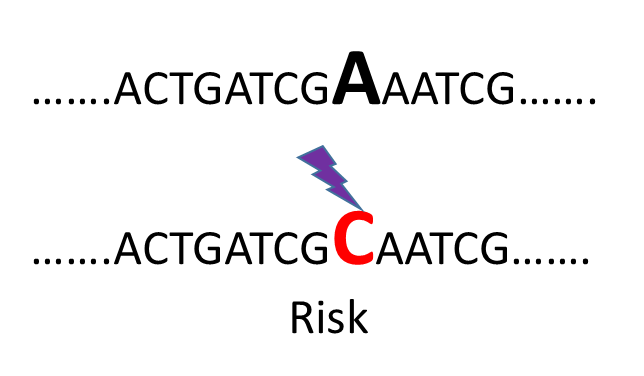 …….ACTGATCGAAATCG…….
…….ACTGATCGCAATCG…….
Risk